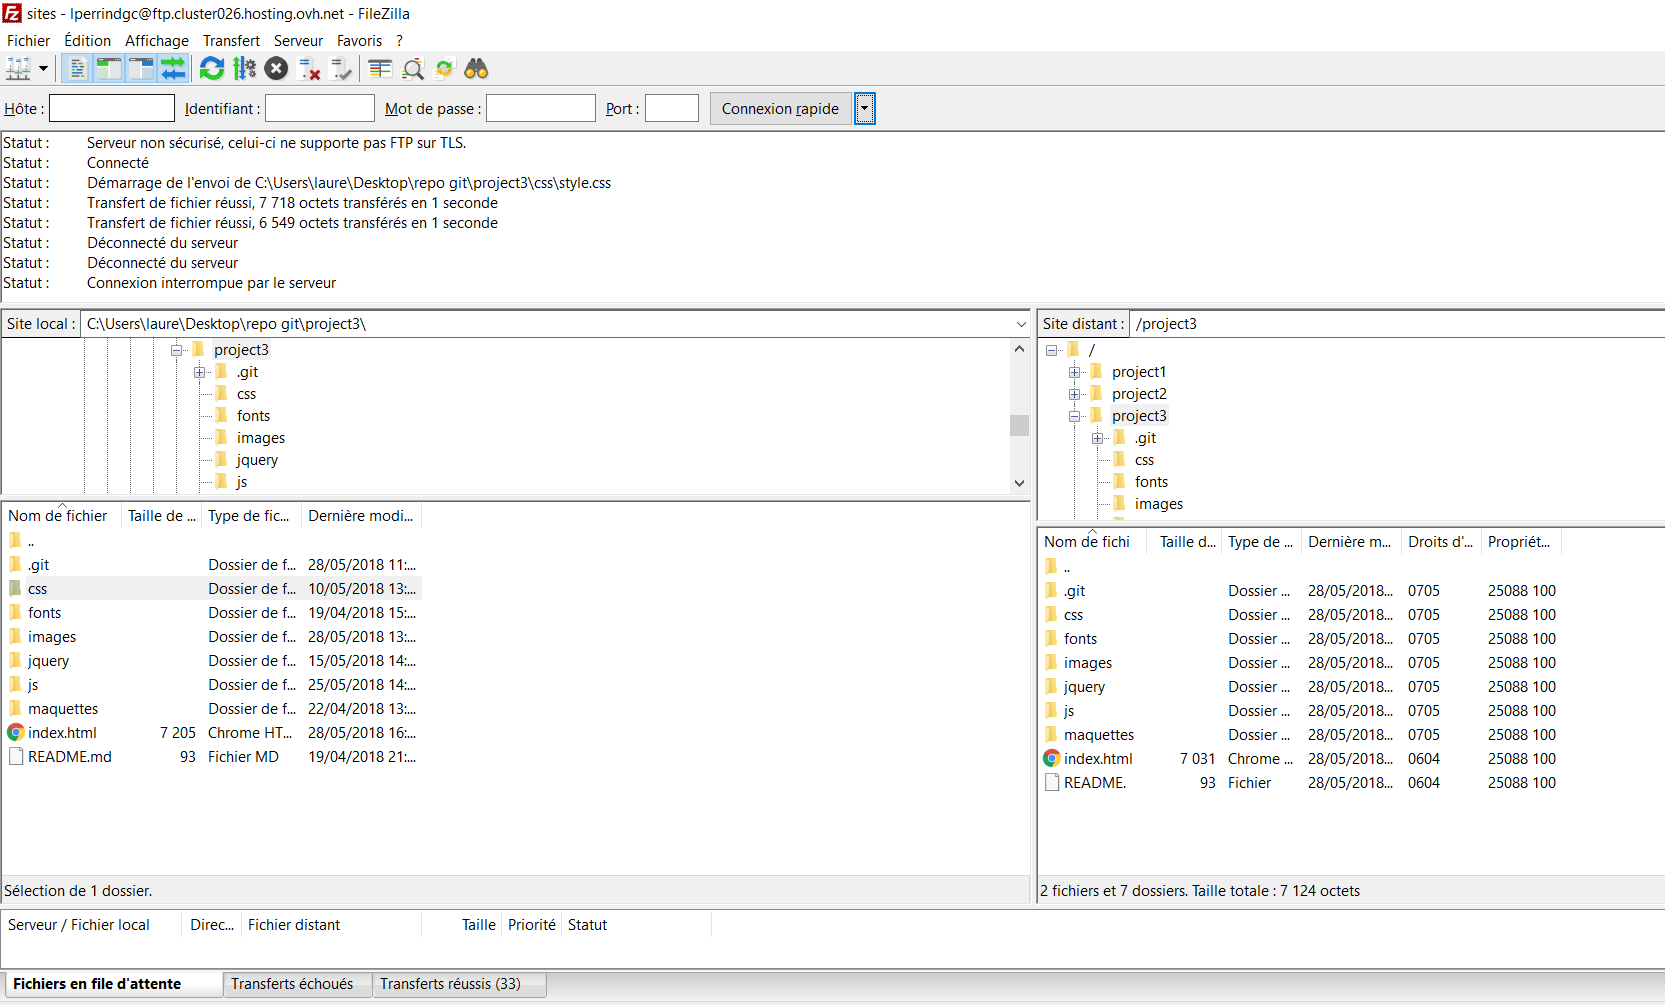 sites - lperrindgc@ftp.cluster026.hosting.ovh.net - FileZilla
Fichier Édition Affichage Transfert Serveur Favoris ?
Hôte : Identifiant : Mot de passe : Port : Connexion rapide
Statut : Serveur non sécurisé, celui-ci ne supporte pas FTP sur TLS.
Statut : Connecté
Statut : Démarrage de l'envoi de C:\Users\laure\Desktop\repo git\project3\css\style.css
Statut : Transfert de fichier réussi, 7 718 octets transférés en 1 seconde
Statut : Transfert de fichier réussi, 6 549 octets transférés en 1 seconde
Statut : Déconnecté du serveur
Statut : Déconnecté du serveur
Statut : Connexion interrompue par le serveur
Site local : C:\Users\laure\Desktop\repo git\project3\
project3
.git
css
fonts
images
jquery
js
Nom de fichier Taille de ... Type de fic... Dernière modi...
..
.git Dossier de f... 28/05/2018 11:...
css Dossier de f... 10/05/2018 13:...
fonts Dossier de f... 19/04/2018 15:...
images Dossier de f... 28/05/2018 13:...
jquery Dossier de f... 15/05/2018 14:...
js Dossier de f... 25/05/2018 14:...
maquettes Dossier de f... 22/04/2018 13:...
index.html 7 205 Chrome HT... 28/05/2018 16:...
README.md 93 Fichier MD 19/04/2018 21:...
Sélection de 1 dossier.
Site distant : /project3
/
project1
project2
project3
.git
css
fonts
images
Nom de fichi Taille d... Type de ... Dernière m... Droits d'... Propriét...
..
.git Dossier ... 28/05/2018... 0705 25088 100
css Dossier ... 28/05/2018... 0705 25088 100
fonts Dossier ... 28/05/2018... 0705 25088 100
images Dossier ... 28/05/2018... 0705 25088 100
jquery Dossier ... 28/05/2018... 0705 25088 100
js Dossier ... 28/05/2018... 0705 25088 100
maquettes Dossier ... 28/05/2018... 0705 25088 100
index.html 7 031 Chrome ... 28/05/2018... 0604 25088 100
README. 93 Fichier 28/05/2018... 0604 25088 100
2 fichiers et 7 dossiers. Taille totale : 7 124 octets
Serveur / Fichier local Direc... Fichier distant Taille Priorité Statut
Fichiers en file d'attente Transferts échoués Transferts réussis (33)